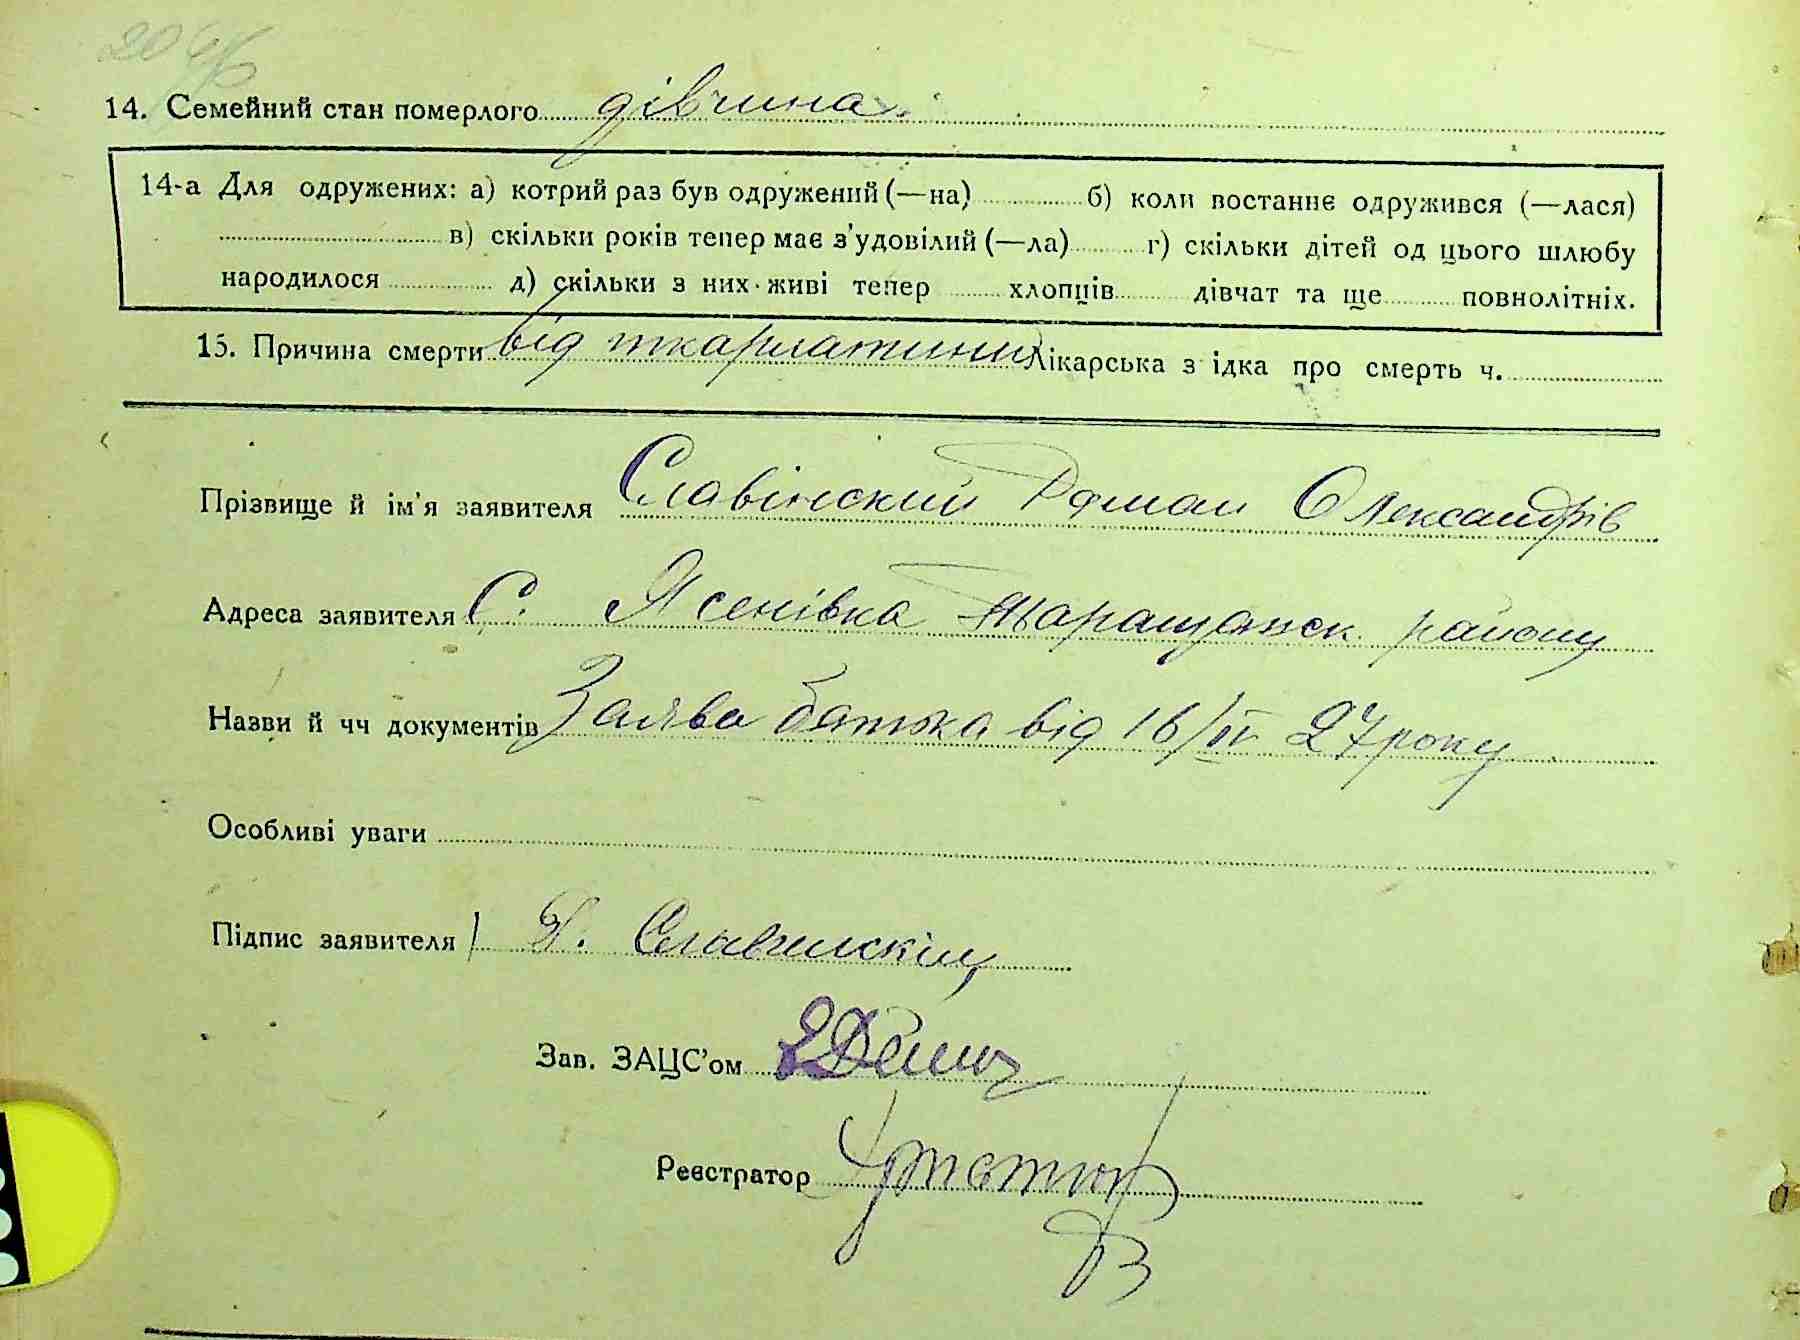 14. Семейний стан померлого дівчина.
14-а Для одружених: а) котрий раз був одружений (—на) б) коли востаннє одружився (—лася)
в) скільки років тепер має з'удовілий (—ла) г) скільки дітей од цього шлюбу
народилося д) скільки з них живі тепер хлопців дівчат та ще повнолітніх.
15. Причина смерти від шкарлатини Лікарська з ідка про смерть ч.
Прізвище й ім'я заявителя Славінский Роман Олександрів
Адреса заявителя С. Ясенівка Таращанск. району
Назви й чч документів Заява батька від 16/IV 27 року
Особливі уваги
Підпис заявителя Р. Славинский
Зав. ЗАЦС'ом
Реєстратор